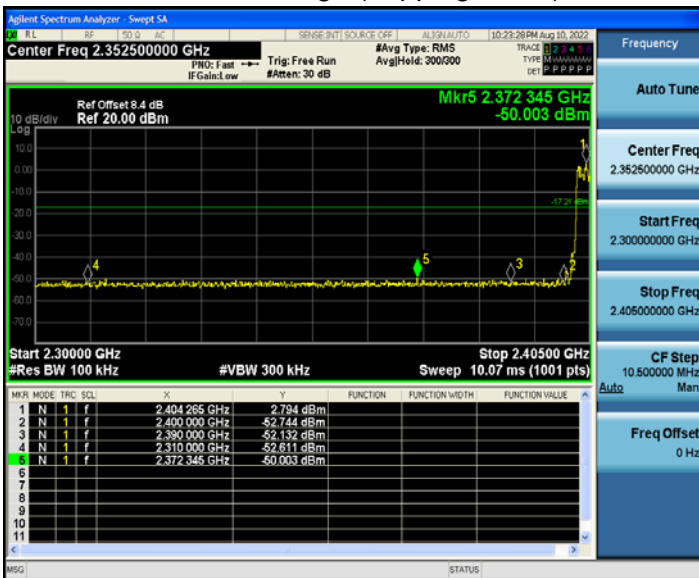 Agilent Spectrum Analyzer - Swept SA
RL RF 50 Ω AC SENSE:INT SOURCE OFF ALIGNAUTO 10:23:28 PM Aug 10, 2022
Center Freq 2.352500000 GHz
PNO: Fast
IFGain:Low
Trig: Free Run
#Atten: 30 dB
#Avg Type: RMS
Avg|Hold: 300/300
TRACE 1 2 3 4 5 6
TYPE M
DET P P P P P P
Mkr5 2.372 345 GHz
-50.003 dBm
Ref Offset 8.4 dB
10 dB/div Ref 20.00 dBm
Log
10.0
0.00
-10.0
-17.21 dBm
-20.0
-30.0
-40.0
-50.0
-60.0
-70.0
1
2
3
4
5
Start 2.30000 GHz Stop 2.40500 GHz
#Res BW 100 kHz #VBW 300 kHz Sweep 10.07 ms (1001 pts)
MKR MODE TRC SCL X Y FUNCTION FUNCTION WIDTH FUNCTION VALUE
1 N 1 f 2.404 265 GHz 2.794 dBm
2 N 1 f 2.400 000 GHz -52.744 dBm
3 N 1 f 2.390 000 GHz -52.132 dBm
4 N 1 f 2.310 000 GHz -52.611 dBm
5 N 1 f 2.372 345 GHz -50.003 dBm
6
7
8
9
10
11
MSG STATUS
Frequency
Auto Tune
Center Freq
2.352500000 GHz
Start Freq
2.300000000 GHz
Stop Freq
2.405000000 GHz
CF Step
10.500000 MHz
Auto Man
Freq Offset
0 Hz